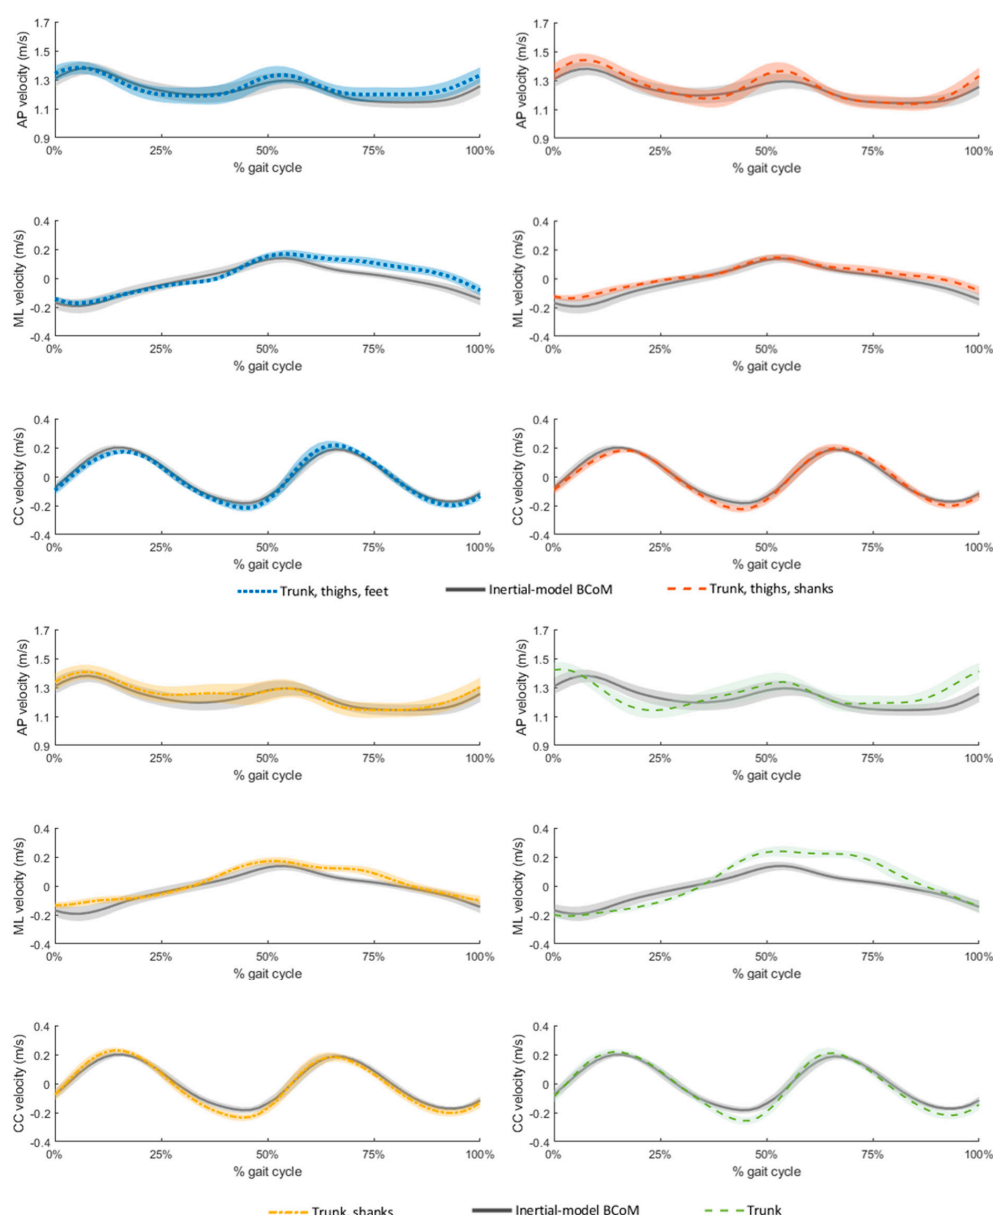 1.7
1.5
1.3
1.1
0.9
AP velocity (m/s)
0% 25% 50% 75% 100%
% gait cycle
1.7
1.5
1.3
1.1
0.9
AP velocity (m/s)
0% 25% 50% 75% 100%
% gait cycle
0.4
0.2
0
-0.2
-0.4
ML velocity (m/s)
0% 25% 50% 75% 100%
% gait cycle
0.4
0.2
0
-0.2
-0.4
ML velocity (m/s)
0% 25% 50% 75% 100%
% gait cycle
0.4
0.2
0
-0.2
-0.4
CC velocity (m/s)
0% 25% 50% 75% 100%
% gait cycle
0.4
0.2
0
-0.2
-0.4
CC velocity (m/s)
0% 25% 50% 75% 100%
% gait cycle
Trunk, thighs, feet Inertial-model BCoM Trunk, thighs, shanks
1.7
1.5
1.3
1.1
0.9
AP velocity (m/s)
0% 25% 50% 75% 100%
% gait cycle
1.7
1.5
1.3
1.1
0.9
AP velocity (m/s)
0% 25% 50% 75% 100%
% gait cycle
0.4
0.2
0
-0.2
-0.4
ML velocity (m/s)
0% 25% 50% 75% 100%
% gait cycle
0.4
0.2
0
-0.2
-0.4
ML velocity (m/s)
0% 25% 50% 75% 100%
% gait cycle
0.4
0.2
0
-0.2
-0.4
CC velocity (m/s)
0% 25% 50% 75% 100%
% gait cycle
0.4
0.2
0
-0.2
-0.4
CC velocity (m/s)
0% 25% 50% 75% 100%
% gait cycle
Trunk, shanks Inertial-model BCoM Trunk